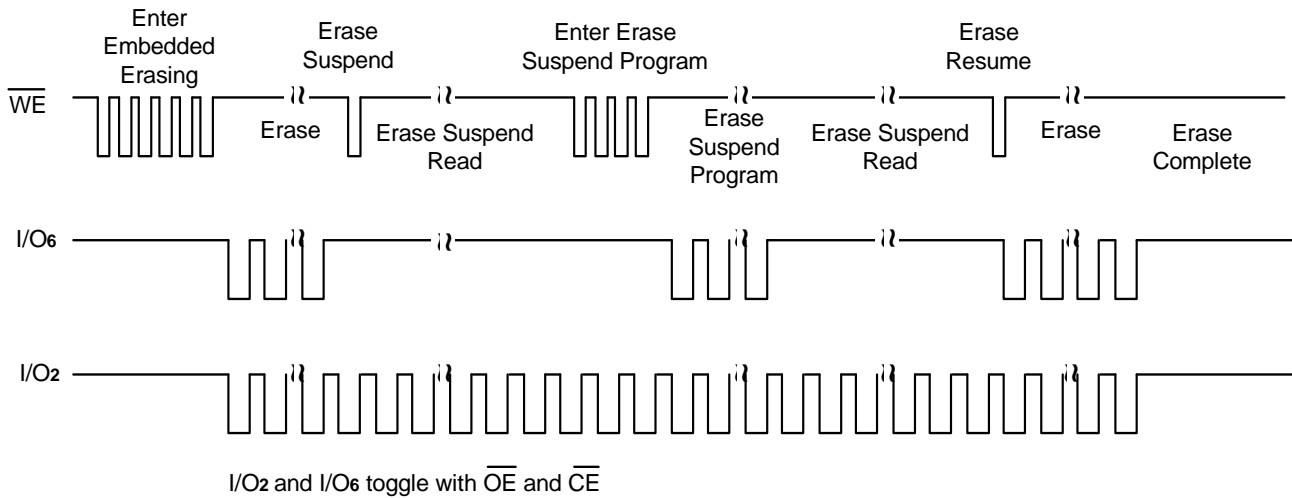 Enter
Embedded
Erasing
Erase
Suspend
Enter Erase
Suspend Program
Erase
Resume
WE
Erase
Erase Suspend
Read
Erase
Suspend
Program
Erase Suspend
Read
Erase
Erase
Complete
I/O6
I/O2
I/O2 and I/O6 toggle with OE and CE